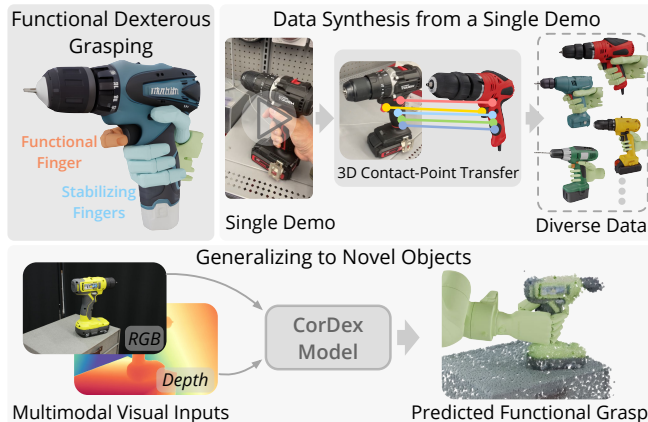 Functional Dexterous
Grasping
Functional
Finger
Stabilizing
Fingers
Data Synthesis from a Single Demo
3D Contact-Point Transfer
Single Demo
Diverse Data
Generalizing to Novel Objects
RGB
Depth
CorDex
Model
Multimodal Visual Inputs
Predicted Functional Grasp